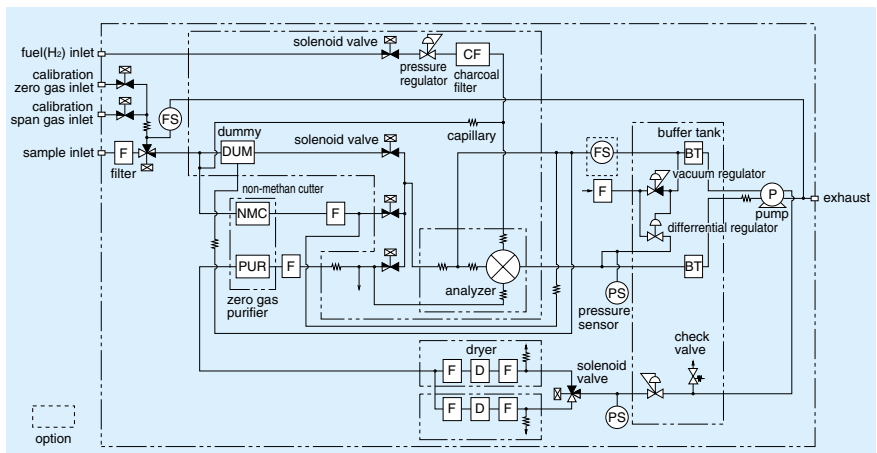 fuel(H₂) inlet
calibration
zero gas inlet
calibration
span gas inlet
sample inlet
F
filter
FS
solenoid valve
pressure
regulator
CF
charcoal
filter
capillary
dummy
DUM
solenoid valve
non-methan cutter
NMC
F
PUR
F
zero gas
purifier
analyzer
FS
F
buffer tank
BT
vacuum regulator
differrential regulator
BT
P
pump
exhaust
PS
pressure
sensor
dryer
F
D
F
F
D
F
solenoid
valve
PS
check
valve
option